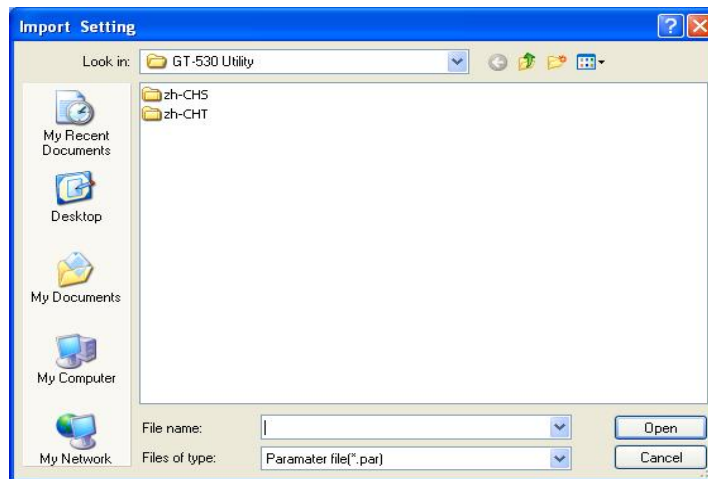 Import Setting
Look in:
GT-530 Utility
My Recent
Documents
Desktop
My Documents
My Computer
My Network
zh-CHS
zh-CHT
File name:
Open
Files of type:
Paramater file(*.par)
Cancel